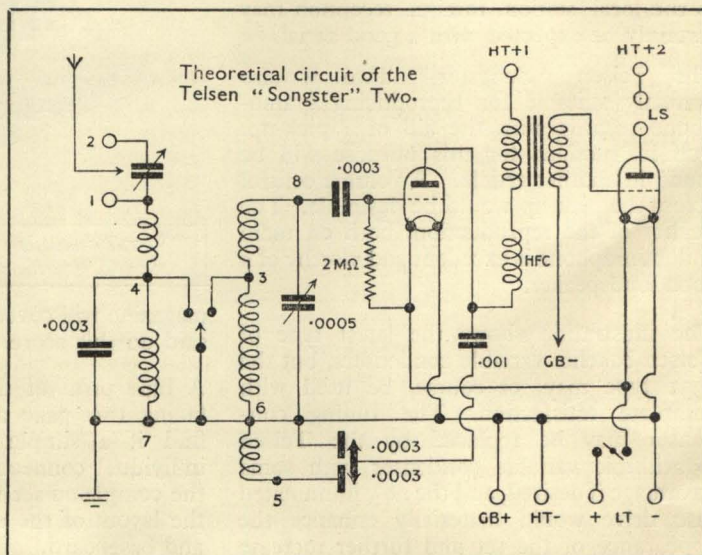 HT+1
HT+2
Theoretical circuit of the
Telsen "Songster" Two.
LS
2
1
8
.0003
3
4
2MΩ
HFC
.0003
.0005
.001
GB-
6
7
.0003
.0003
5
GB+
HT-
+
LT
-